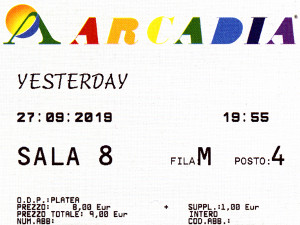 ARCADIA
YESTERDAY
27:09:2019 19:55
SALA 8 FILA M POSTO: 4
O.D.P.: PLATEA
PREZZO: 8,00 Eur + SUPPL.: 1,00 Eur
PREZZO TOTALE: 9,00 Eur INTERO
NUM.ABB: COD.ABB.: